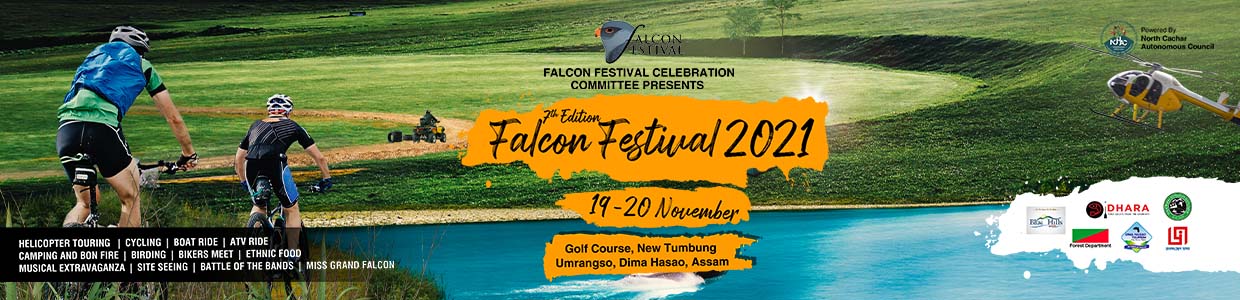 FALCON
FESTIVAL
FALCON FESTIVAL CELEBRATION
COMMITTEE PRESENTS
7th Edition
Falcon Festival 2021
19-20 November
Golf Course, New Tumbung
Umrangso, Dima Hasao, Assam
Powered By
North Cachar
Autonomous Council
HELICOPTER TOURING | CYCLING | BOAT RIDE | ATV RIDE
CAMPING AND BON FIRE | BIRDING | BIKERS MEET | ETHNIC FOOD
MUSICAL EXTRAVAGANZA | SITE SEEING | BATTLE OF THE BANDS | MISS GRAND FALCON
DHARA
Forest Department